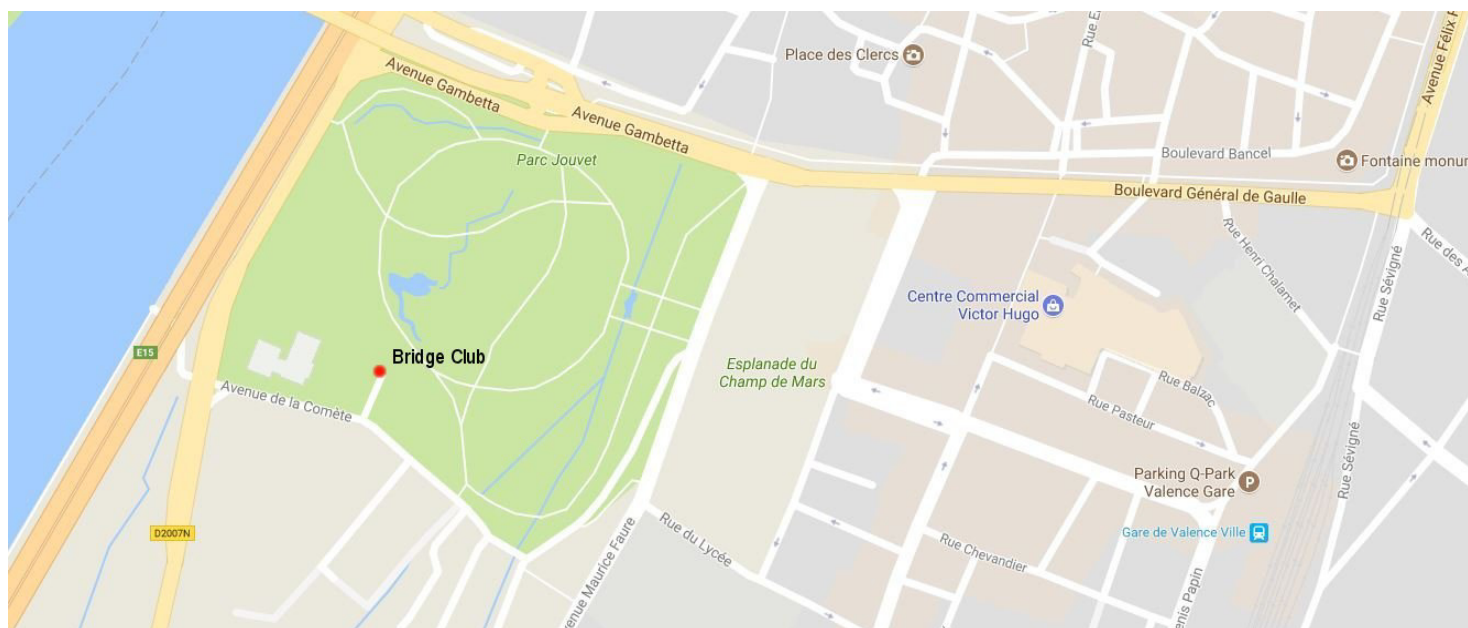 Place des Clercs
Rue E
Avenue Félix F
Avenue Gambetta
Avenue Gambetta
Parc Jouvet
Boulevard Bancel
Fontaine monum
Boulevard Général de Gaulle
Rue Henri Chalamet
Rue Sévigné
Rue des A
Centre Commercial
Victor Hugo
E15
Bridge Club
Esplanade du
Champ de Mars
Avenue de la Comète
Rue Balzac
Rue Pasteur
Parking Q-Park
Valence Gare
P
Rue Sévigné
D2007N
Gare de Valence Ville
Rue du Lycée
Rue Chevandier
Avenue Maurice Faure
enis Papin